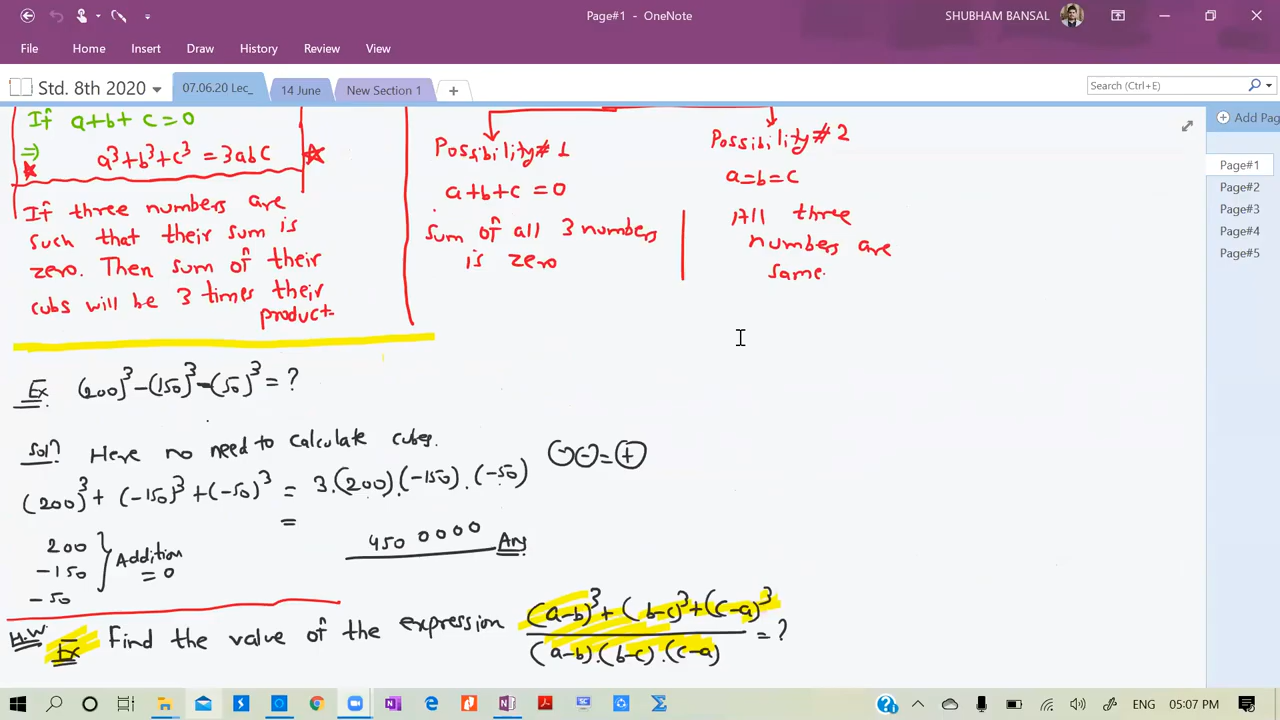 Page#1 - OneNote
SHUBHAM BANSAL
File Home Insert Draw History Review View
Std. 8th 2020
07.06.20 Lec_
14 June
New Section 1
Search (Ctrl+E)
Add Pag
Page#1
Page#2
Page#3
Page#4
Page#5
If a+b+c=0
⇒ a³+b³+c³=3abc
If three numbers are
such that their sum is
zero. Then sum of their
cubs will be 3 times their
product.
Possibility#1
a+b+c=0
sum of all 3 numbers
is zero
Possibility#2
a=b=c
All three
numbers are
same.
Ex (200)³-(150)³-(50)³=?
Sol? Here no need to calculate cubes.
(200)³+(-150)³+(-50)³ = 3.(200).(-150).(-50)
⊖⊖=⊕
= 4500000 Ans
200
-150
-50
Addition
=0
H.W
Ex Find the value of the expression (a-b)³+(b-c)³+(c-a)³ / (a-b).(b-c).(c-a) =?
ENG 05:07 PM